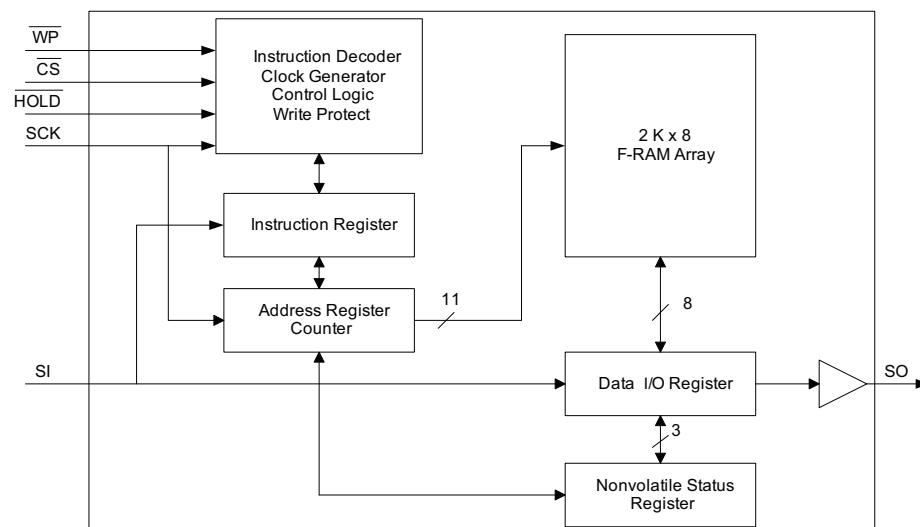 WP
CS
HOLD
SCK
Instruction Decoder
Clock Generator
Control Logic
Write Protect
2 K x 8
F-RAM Array
Instruction Register
Address Register
Counter
11
8
SI
Data I/O Register
SO
3
Nonvolatile Status
Register